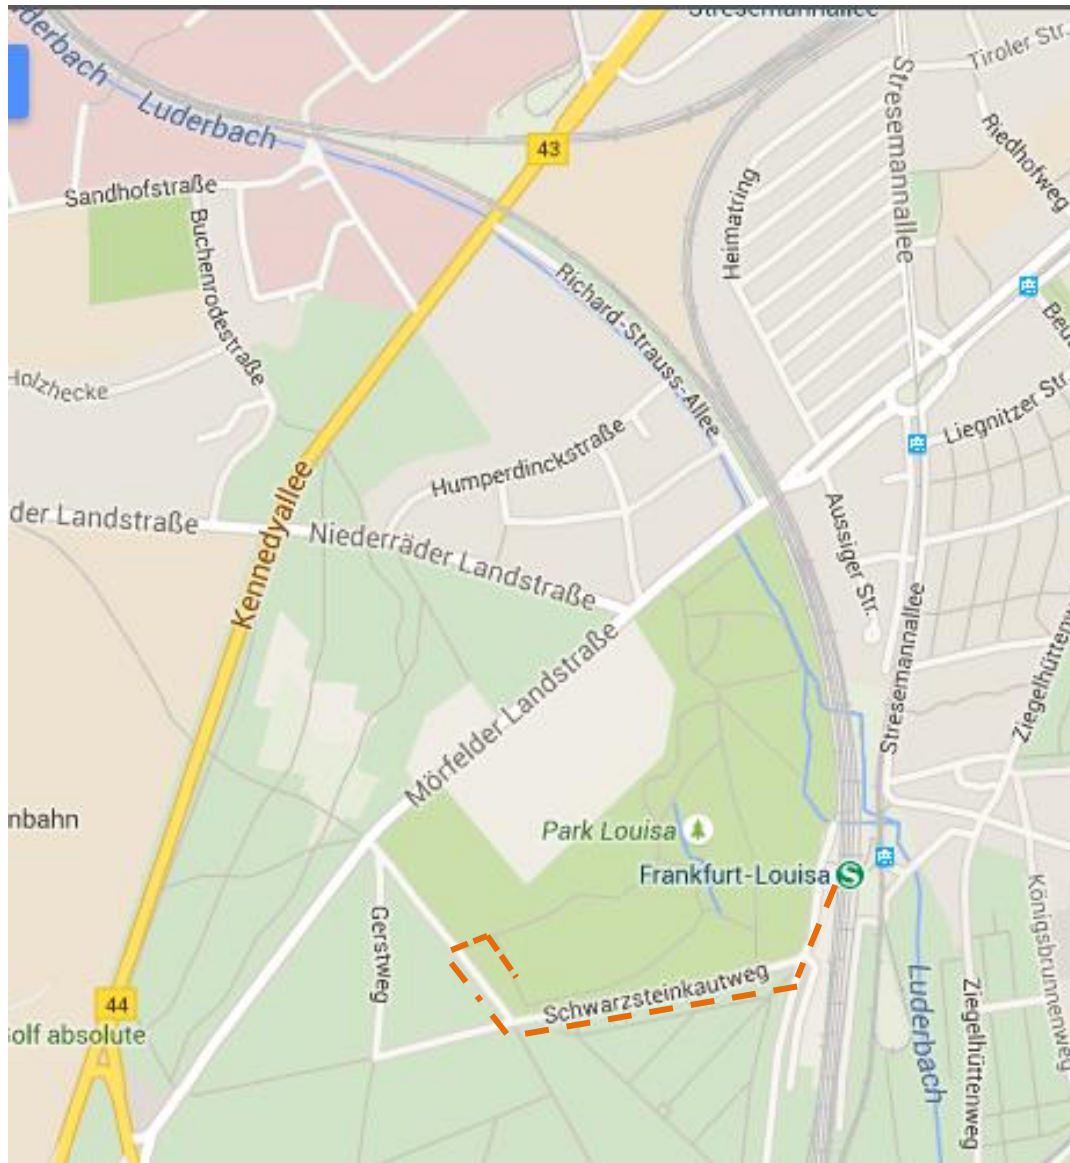 Stresemannallee
Luderbach
Luderbach
Tiroler Str.
Stresemannallee
Riedhofweg
43
Sandhofstraße
Heimatring
Buchenrodestraße
Richard-Strauss-Allee
Holzhecke
Liegnitzer Str.
Humperdinckstraße
der Landstraße
Kennedyallee
Niederräder Landstraße
Aussiger Str.
Mörfelder Landstraße
Stresemannallee
nbahn
Park Louisa
Frankfurt-Louisa
S
Gerstweg
Königsbrunnenweg
Schwarzsteinkautweg
Luderbach
Ziegelhüttenweg
44
olf absolute